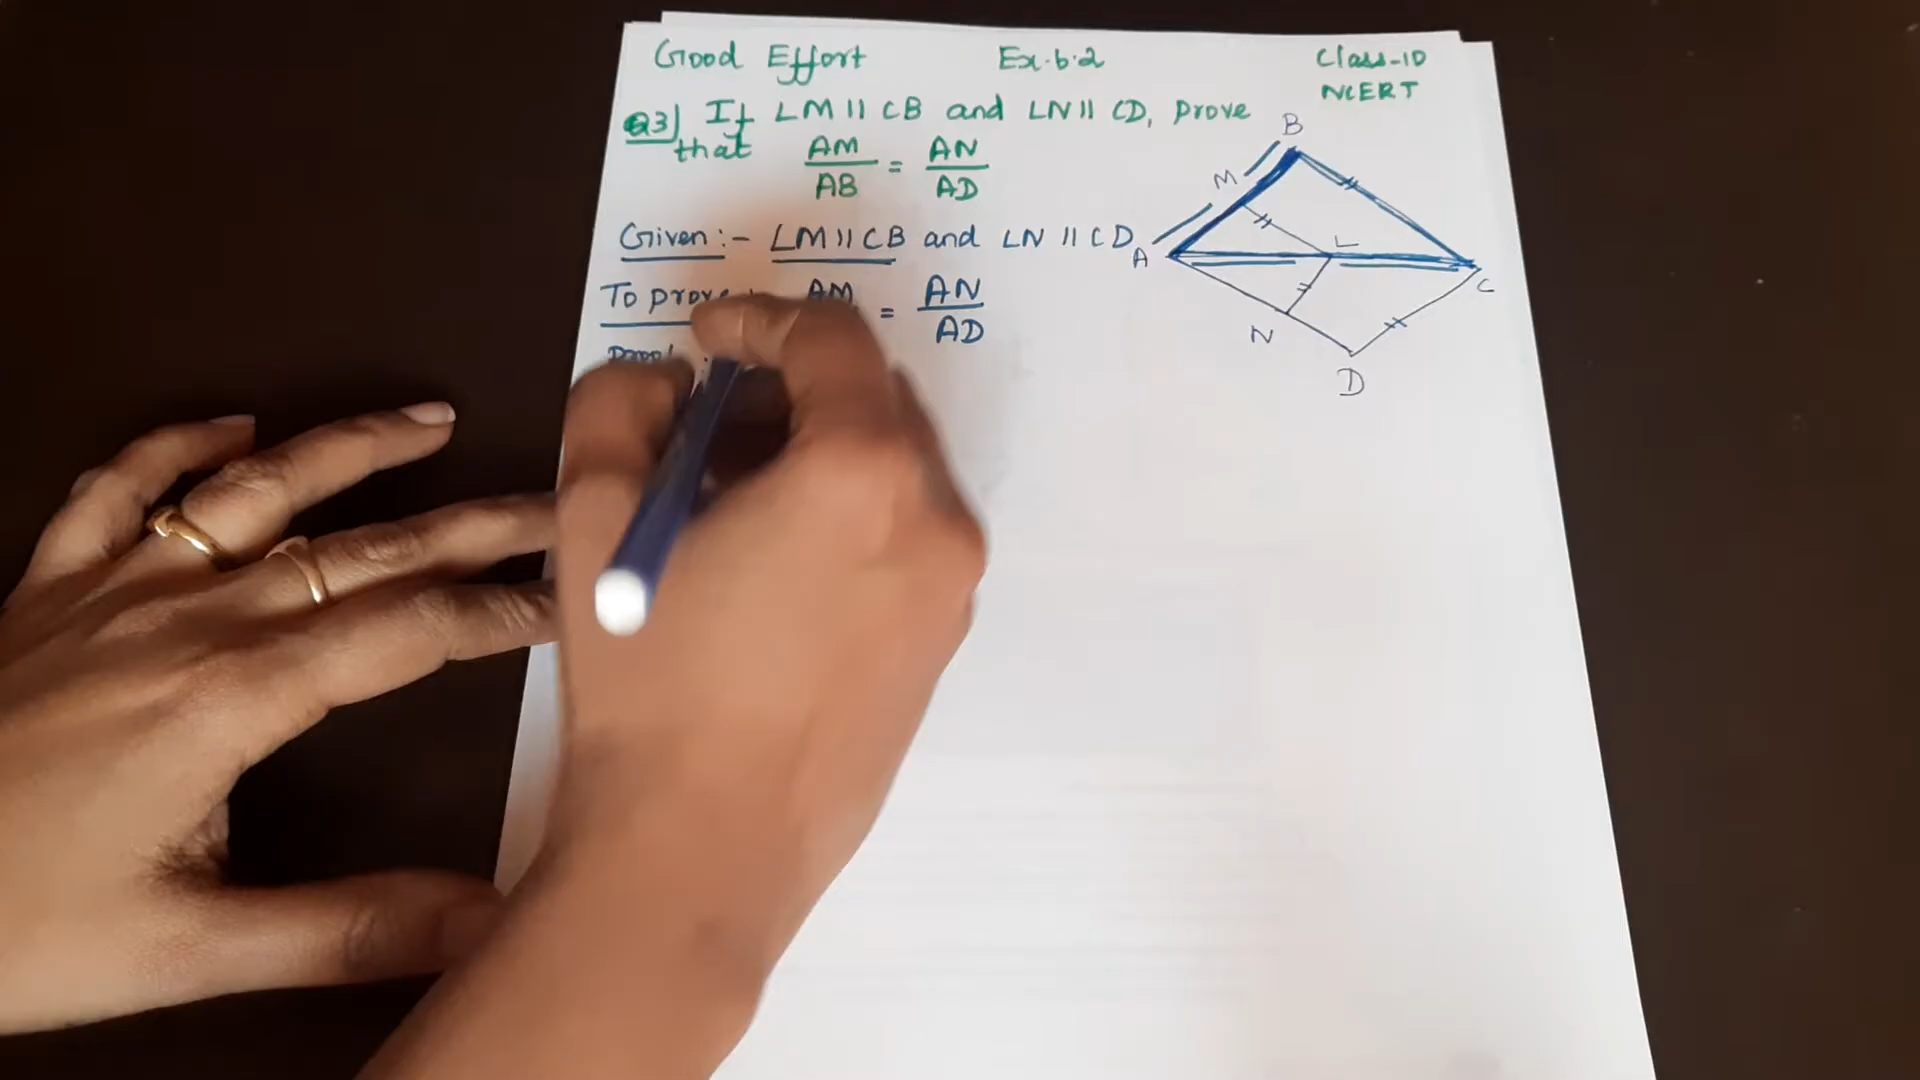 Good Effort Ex.6.2 Class-10
NCERT
Q3) If LM || CB and LN || CD, prove
that AM/AB = AN/AD
Given :- LM || CB and LN || CD
To prove :- AM = AN/AD
B
M
A
L
C
N
D